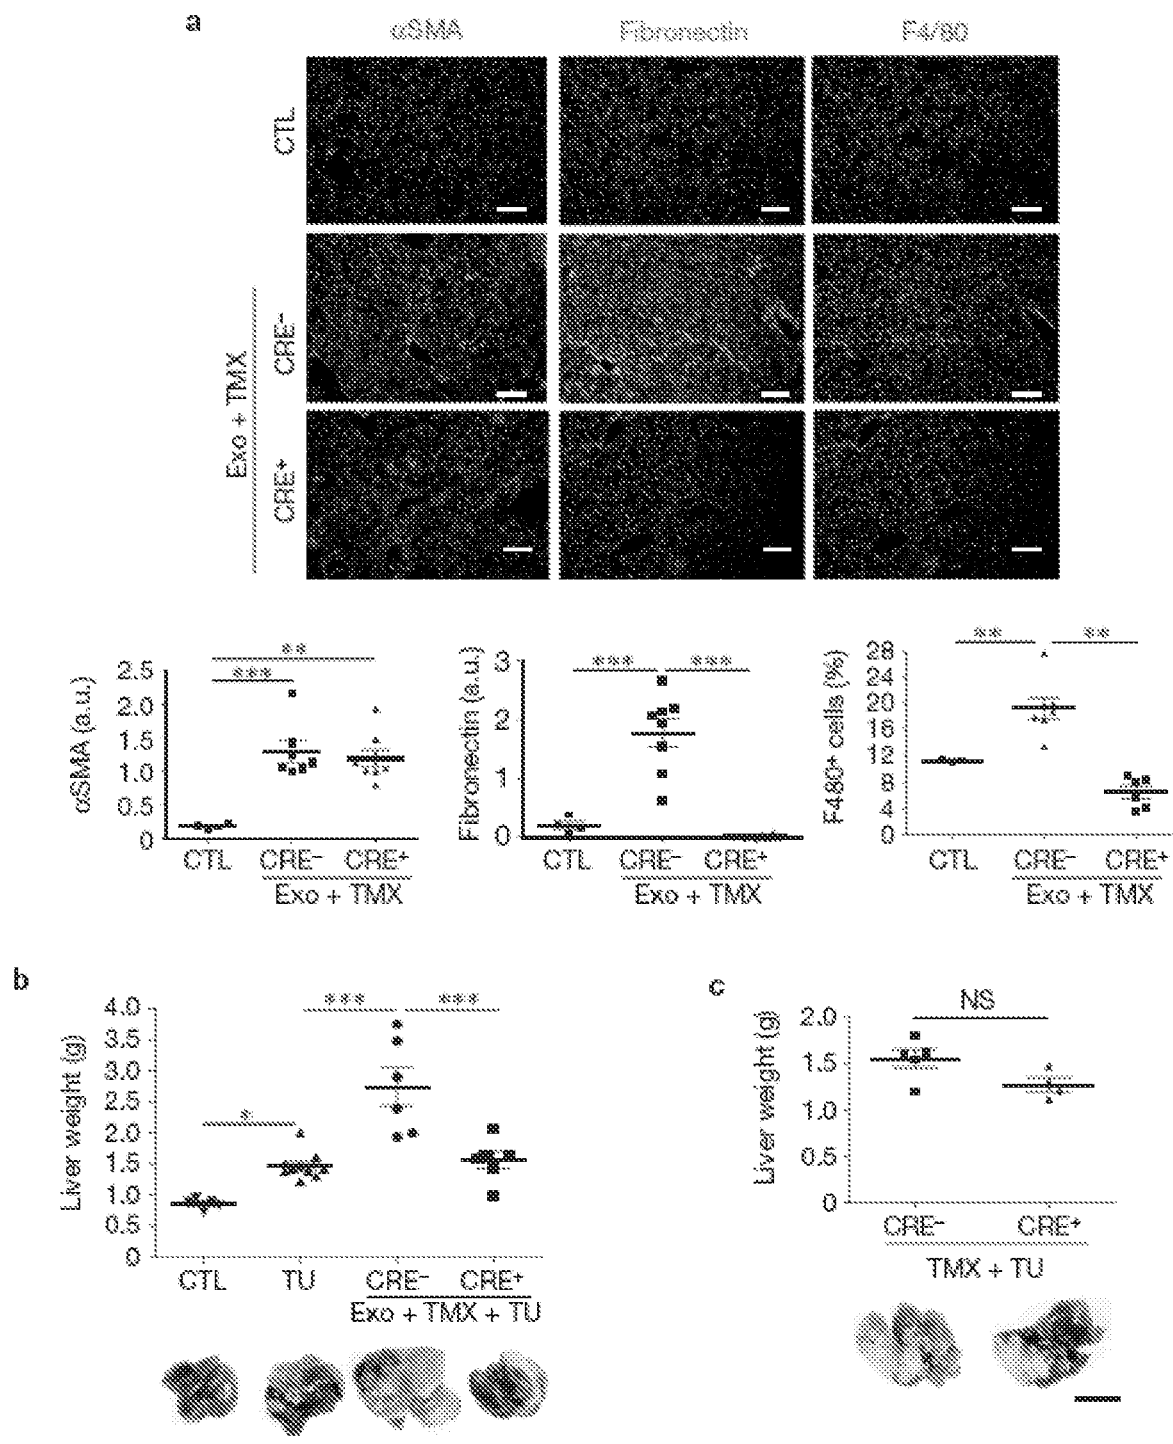 a
αSMA Fibronectin F4/80
CTL
CRE⁻
CRE⁺
Exo + TMX
αSMA (a.u.)
2.5
2.0
1.5
1.0
0.5
0
**
***
CTL CRE⁻ CRE⁺
Exo + TMX
Fibronectin (a.u.)
3
2
1
0
*** ***
CTL CRE⁻ CRE⁺
Exo + TMX
F480⁺ cells (%)
28
24
20
16
12
8
4
0
** **
CTL CRE⁻ CRE⁺
Exo + TMX
b
Liver weight (g)
4.0
3.5
3.0
2.5
2.0
1.5
1.0
0.5
0
*** ***
*
CTL TU CRE⁻ CRE⁺
Exo + TMX + TU
c
Liver weight (g)
2.0
1.5
1.0
0.5
0
NS
CRE⁻ CRE⁺
TMX + TU